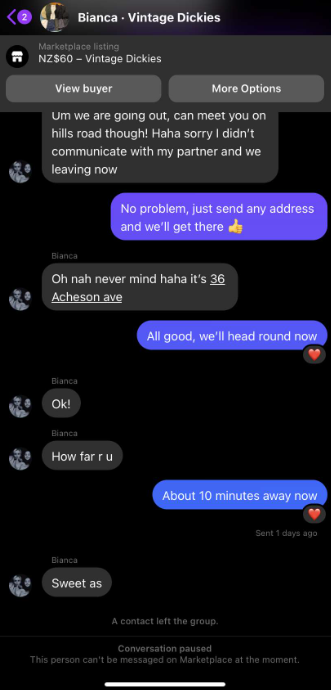 2
Bianca · Vintage Dickies
Marketplace listing
NZ$60 – Vintage Dickies
View buyer
More Options
Um we are going out, can meet you on
hills road though! Haha sorry I didn't
communicate with my partner and we
leaving now
No problem, just send any address
and we'll get there 👍
Bianca
Oh nah never mind haha it's 36
Acheson ave
All good, we'll head round now
❤️
Bianca
Ok!
Bianca
How far r u
About 10 minutes away now
❤️
Sent 1 days ago
Bianca
Sweet as
A contact left the group.
Conversation paused
This person can't be messaged on Marketplace at the moment.